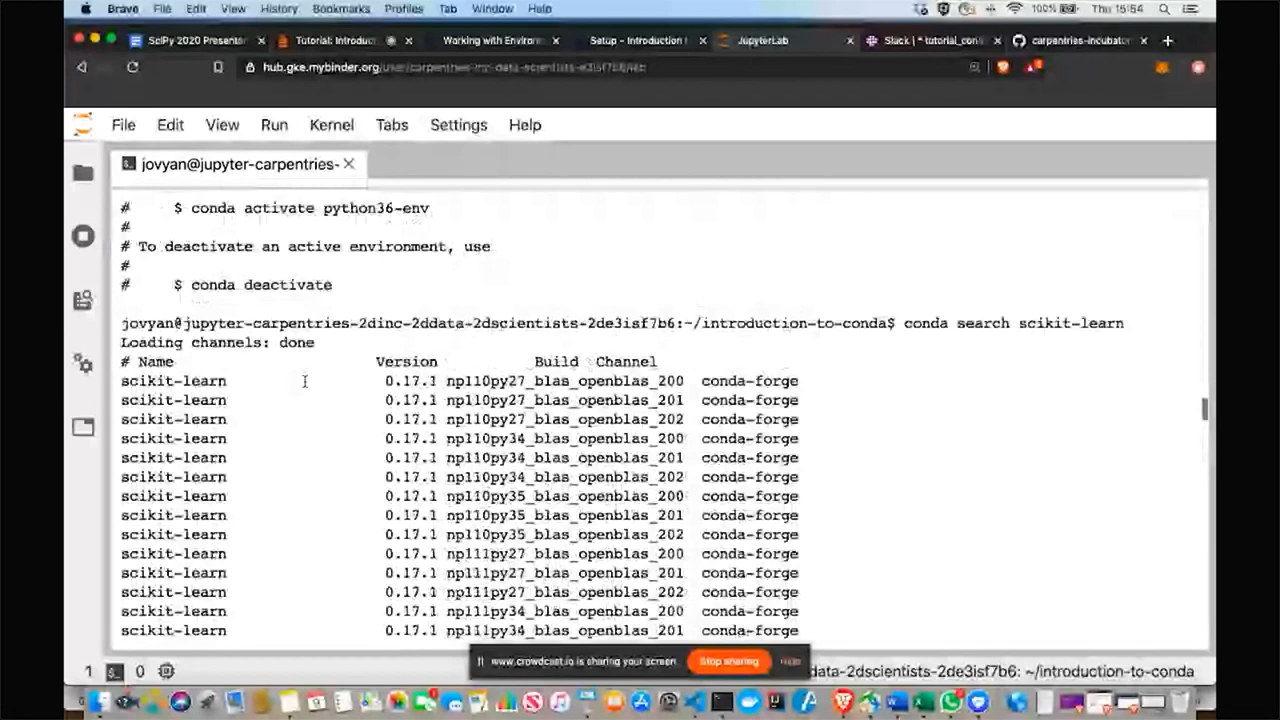 Brave File Edit View History Bookmarks Profiles Tab Window Help 100% Thu 15:54
SciPy 2020 Presentat Tutorial: Introduc Working with Environ Setup – Introduction JupyterLab Slack | * tutorial_con carpentries-incubator
hub.gke.mybinder.org
File Edit View Run Kernel Tabs Settings Help
jovyan@jupyter-carpentries-
# $ conda activate python36-env
#
# To deactivate an active environment, use
#
# $ conda deactivate
jovyan@jupyter-carpentries-2dinc-2ddata-2dscientists-2de3isf7b6:~/introduction-to-conda$ conda search scikit-learn
Loading channels: done
# Name Version Build Channel
scikit-learn 0.17.1 np110py27_blas_openblas_200 conda-forge
scikit-learn 0.17.1 np110py27_blas_openblas_201 conda-forge
scikit-learn 0.17.1 np110py27_blas_openblas_202 conda-forge
scikit-learn 0.17.1 np110py34_blas_openblas_200 conda-forge
scikit-learn 0.17.1 np110py34_blas_openblas_201 conda-forge
scikit-learn 0.17.1 np110py34_blas_openblas_202 conda-forge
scikit-learn 0.17.1 np110py35_blas_openblas_200 conda-forge
scikit-learn 0.17.1 np110py35_blas_openblas_201 conda-forge
scikit-learn 0.17.1 np110py35_blas_openblas_202 conda-forge
scikit-learn 0.17.1 np111py27_blas_openblas_200 conda-forge
scikit-learn 0.17.1 np111py27_blas_openblas_201 conda-forge
scikit-learn 0.17.1 np111py27_blas_openblas_202 conda-forge
scikit-learn 0.17.1 np111py34_blas_openblas_200 conda-forge
scikit-learn 0.17.1 np111py34_blas_openblas_201 conda-forge
www.crowdcast.io is sharing your screen Stop sharing Hide
1 0 data-2dscientists-2de3isf7b6: ~/introduction-to-conda